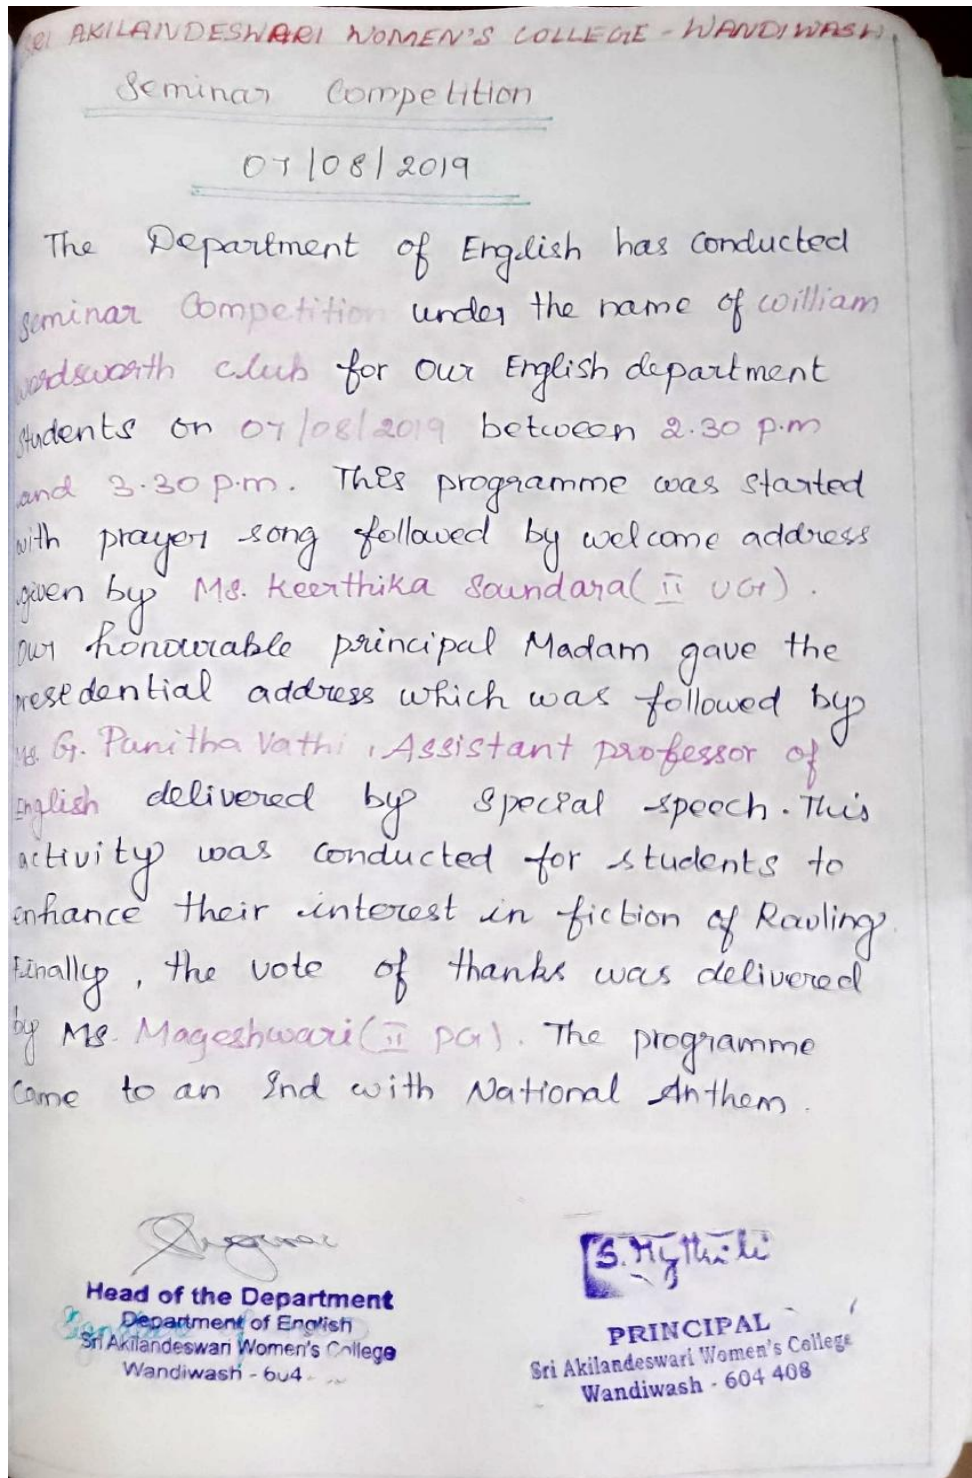 SRI AKILANDESWARI WOMEN'S COLLEGE - WANDIWASH.
Seminar Competition
07/08/2019
The Department of English has conducted
seminar Competition under the name of William
wordsworth club for our English department
students on 07/08/2019 between 2.30 p.m
and 3.30 p.m. This programme was started
with prayer song followed by welcome address
given by Ms. Keerthika Soundara (II UG).
our honourable principal Madam gave the
presedential address which was followed by
Ms. G. Punitha Vathi, Assistant professor of
English delivered by special speech. This
activity was conducted for students to
enhance their interest in fiction of Rauling.
Finally, the vote of thanks was delivered
by Ms. Mageshwari (II PG). The programme
came to an End with National Anthem.
S. Mythili
Head of the Department
Department of English
Sri Akilandeswari Women's College
Wandiwash - 604
PRINCIPAL
Sri Akilandeswari Women's College
Wandiwash - 604 408